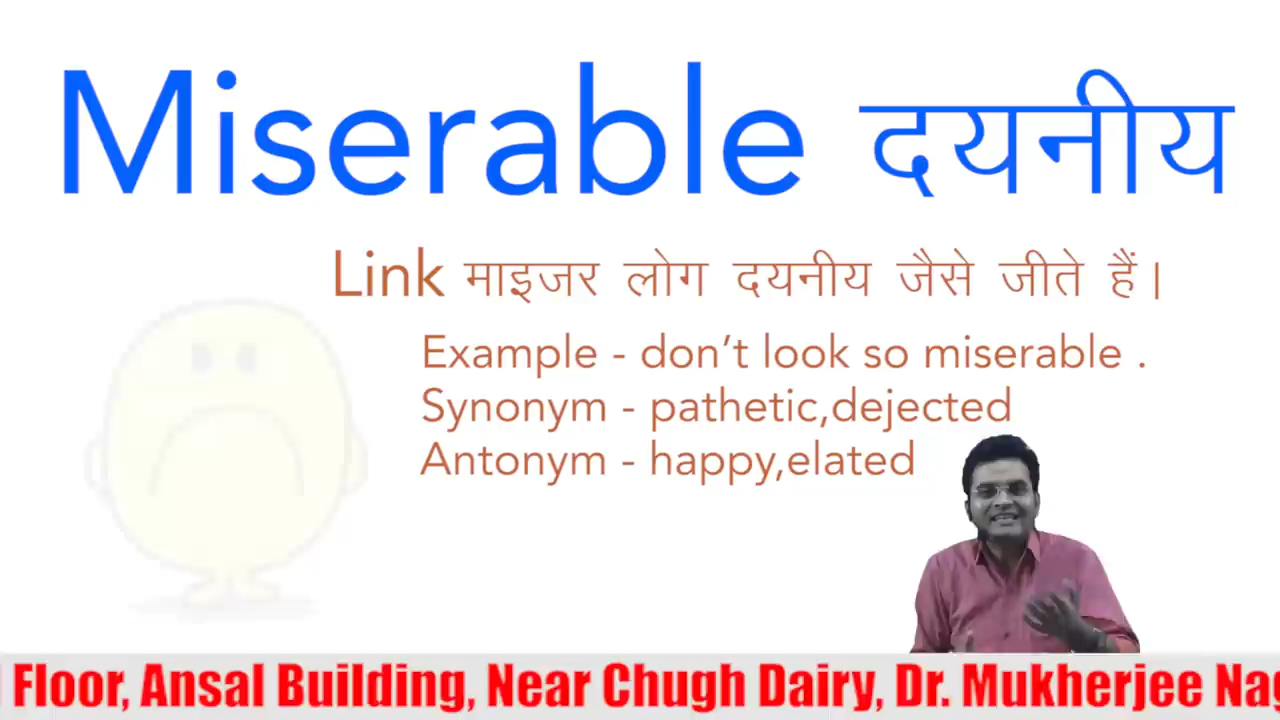 Miserable दयनीय
Link माइजर लोग दयनीय जैसे जीते हैं।
Example - don’t look so miserable .
Synonym - pathetic,dejected
Antonym - happy,elated
Floor, Ansal Building, Near Chugh Dairy, Dr. Mukherjee